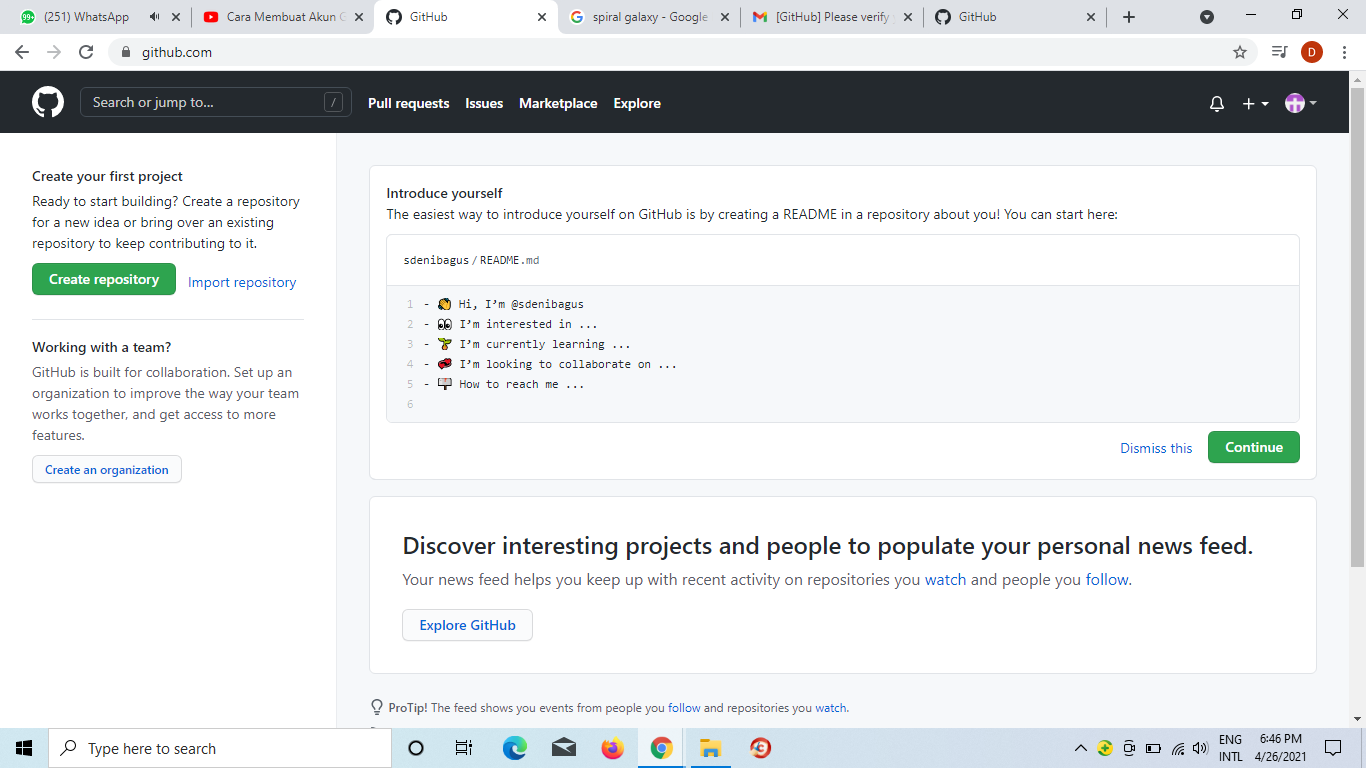 (251) WhatsApp
Cara Membuat Akun G
GitHub
spiral galaxy - Google
[GitHub] Please verify
GitHub
github.com
D
Search or jump to...
/
Pull requests
Issues
Marketplace
Explore
Create your first project
Ready to start building? Create a repository
for a new idea or bring over an existing
repository to keep contributing to it.
Create repository
Import repository
Working with a team?
GitHub is built for collaboration. Set up an
organization to improve the way your team
works together, and get access to more
features.
Create an organization
Introduce yourself
The easiest way to introduce yourself on GitHub is by creating a README in a repository about you! You can start here:
sdenibagus / README.md
1 - 👋 Hi, I’m @sdenibagus
2 - 👀 I’m interested in ...
3 - 🌱 I’m currently learning ...
4 - 💞️ I’m looking to collaborate on ...
5 - 📫 How to reach me ...
6
Dismiss this
Continue
Discover interesting projects and people to populate your personal news feed.
Your news feed helps you keep up with recent activity on repositories you watch and people you follow.
Explore GitHub
ProTip! The feed shows you events from people you follow and repositories you watch.
Type here to search
ENG
INTL
6:46 PM
4/26/2021